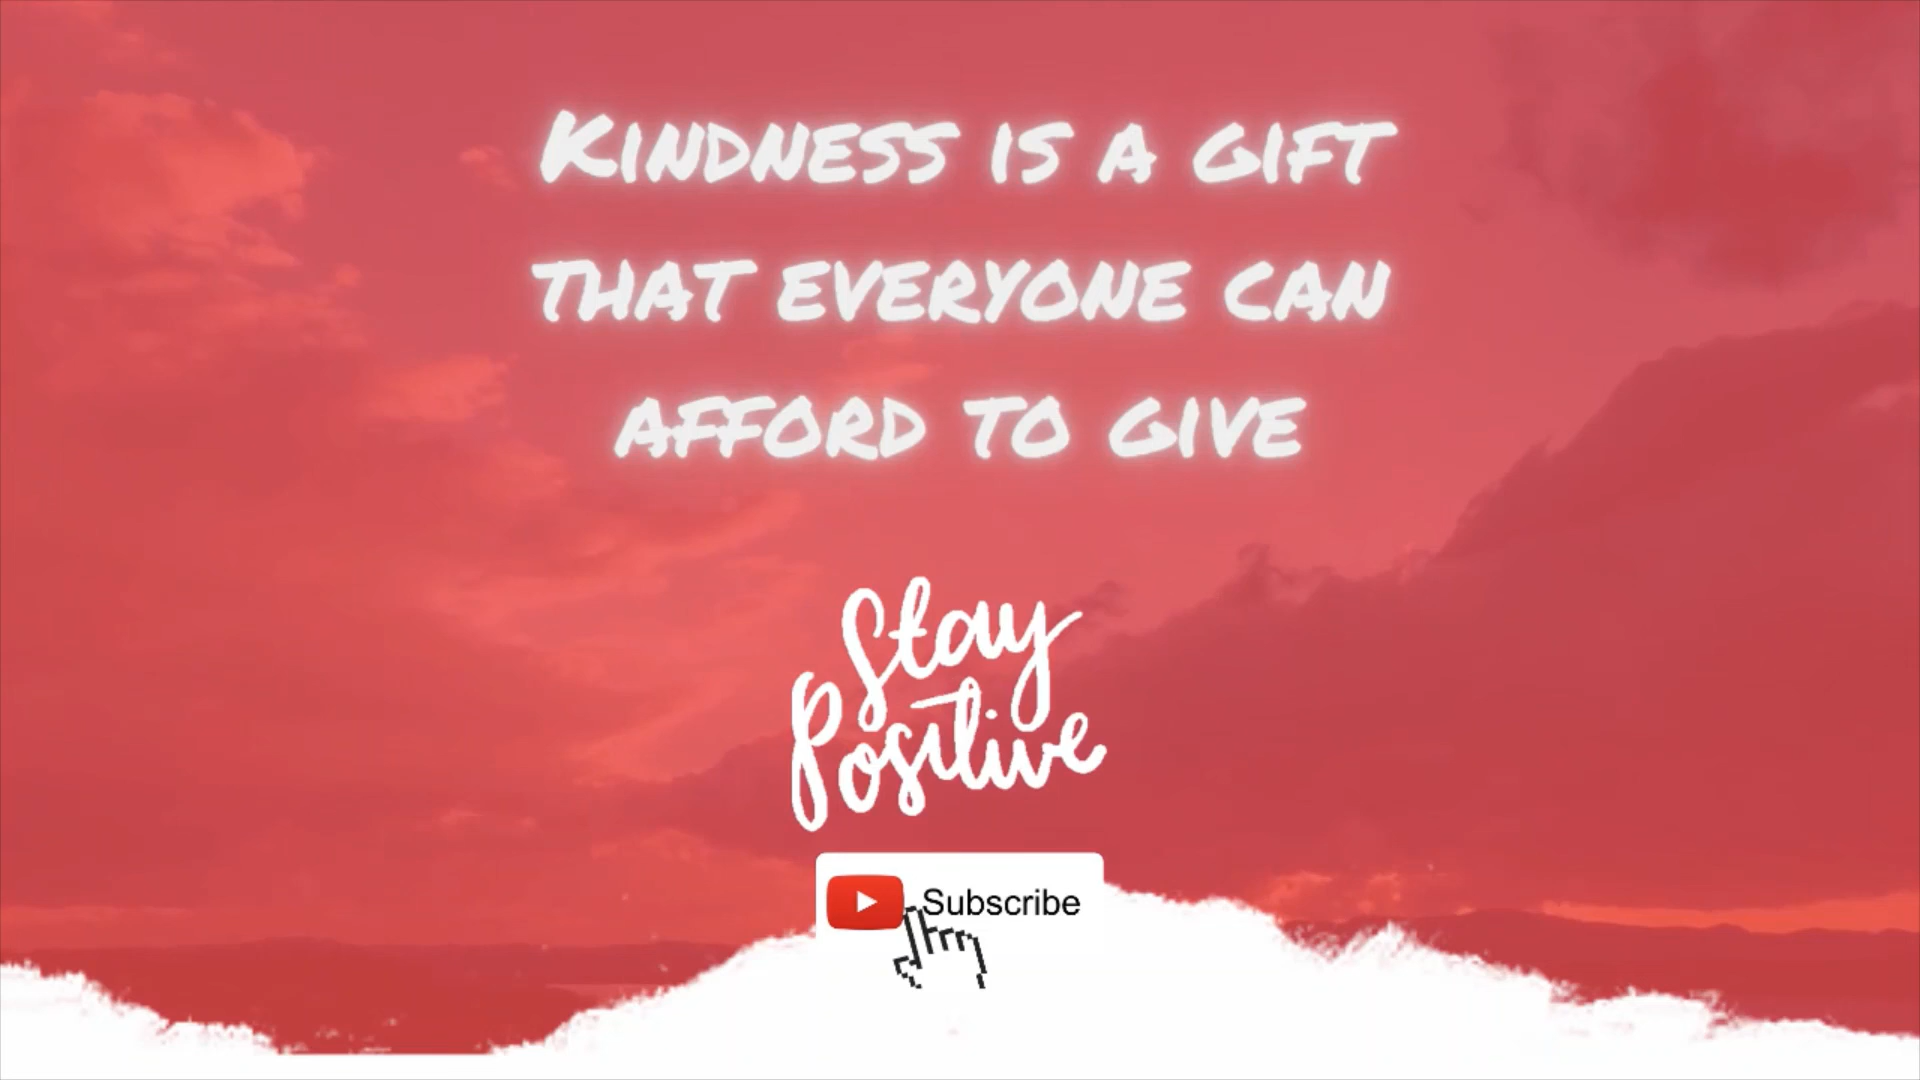 KINDNESS IS A GIFT
THAT EVERYONE CAN
AFFORD TO GIVE
Stay
Positive
Subscribe